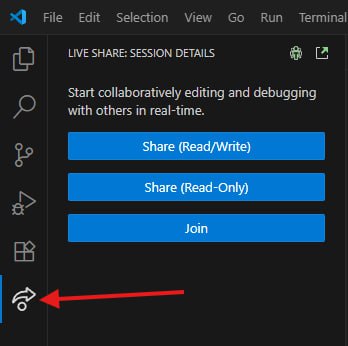 File Edit Selection View Go Run Terminal
LIVE SHARE: SESSION DETAILS
Start collaboratively editing and debugging
with others in real-time.
Share (Read/Write)
Share (Read-Only)
Join